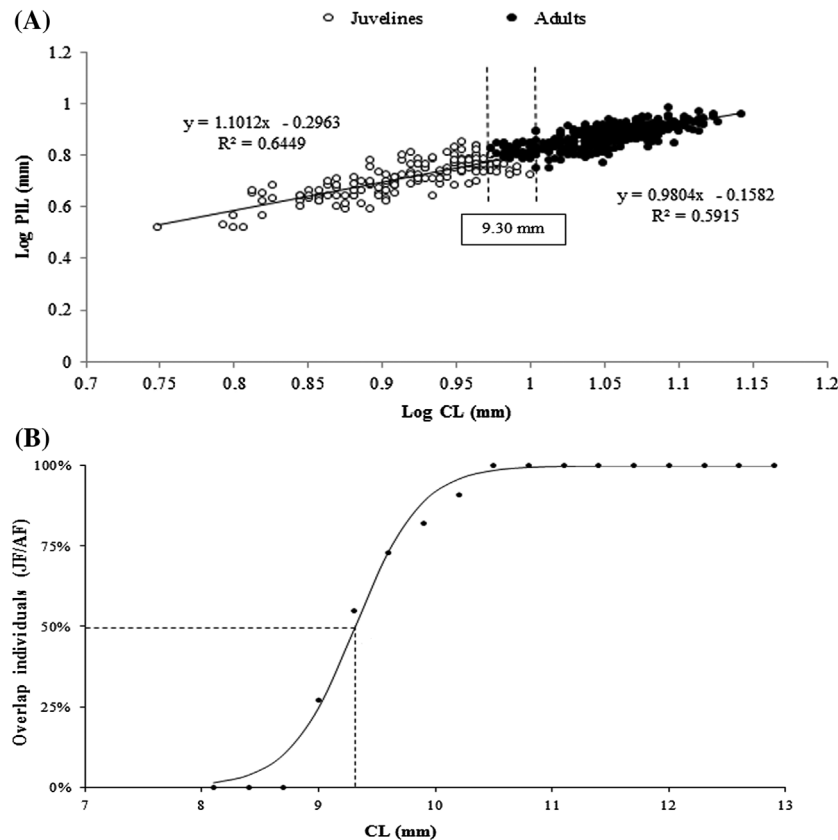 (A)
Juvelines
Adults
1.2
1
0.8
0.6
0.4
0.2
0
Log PIL (mm)
y = 1.1012x - 0.2963
R² = 0.6449
y = 0.9804x - 0.1582
R² = 0.5915
9.30 mm
0.7 0.75 0.8 0.85 0.9 0.95 1 1.05 1.1 1.15 1.2
Log CL (mm)
(B)
100%
75%
50%
25%
0%
Overlap individuals (JF/AF)
7 8 9 10 11 12 13
CL (mm)